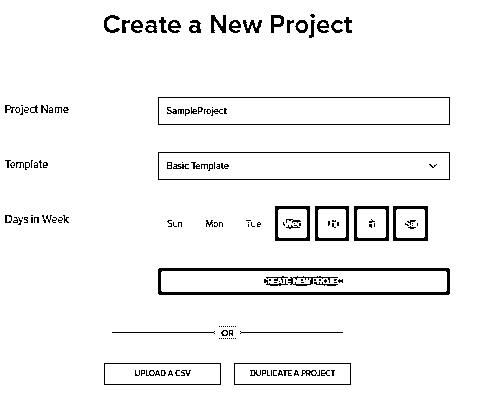 Create a New Project
Project Name
SampleProject
Template
Basic Template
Days in Week
Sun Mon Tue Wed Fri Sat
CREATE NEW PROJECT
OR
UPLOAD A CSV
DUPLICATE A PROJECT